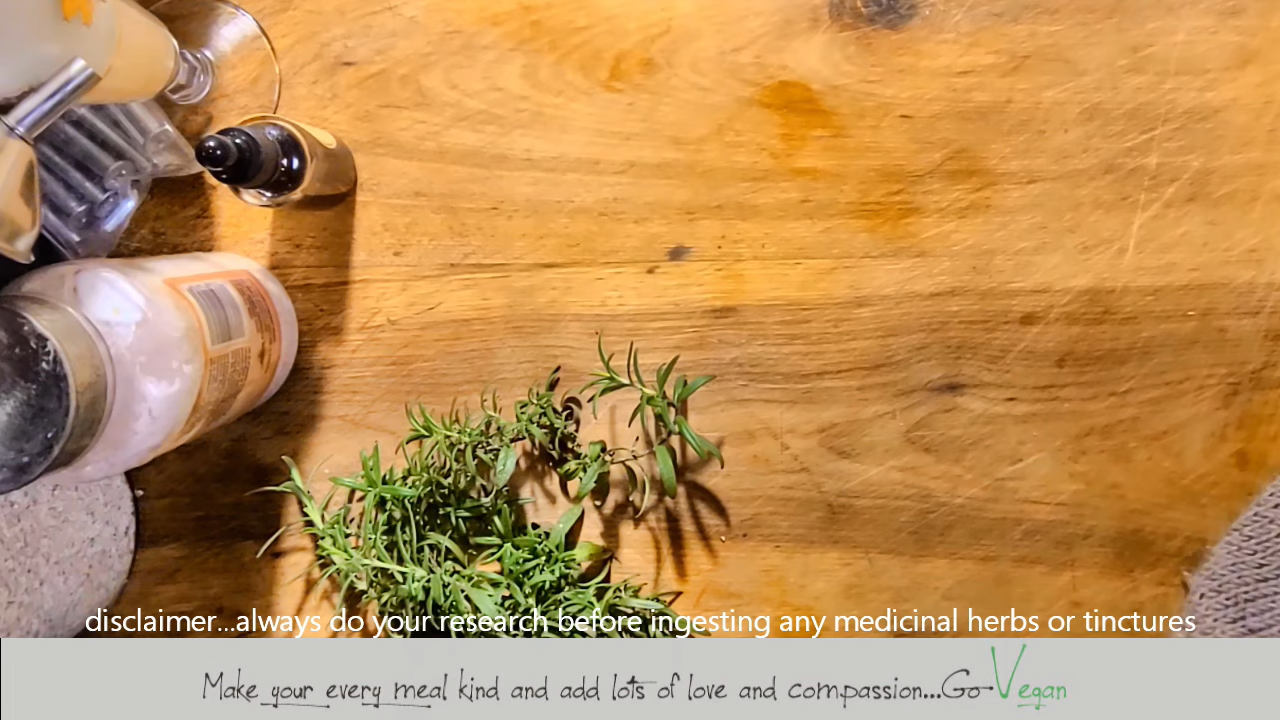 disclaimer...always do your research before ingesting any medicinal herbs or tinctures
Make your every meal kind and add lots of love and compassion...Go Vegan